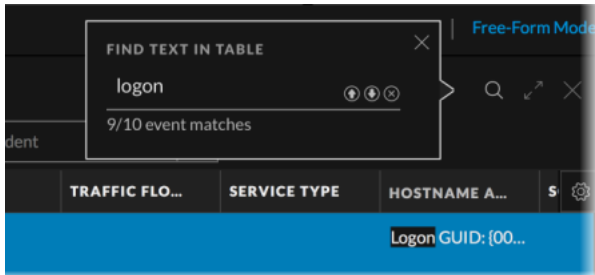 Free-Form Mode
FIND TEXT IN TABLE
logon
9/10 event matches
dent
TRAFFIC FLO... SERVICE TYPE HOSTNAME A... S
Logon GUID: {00...